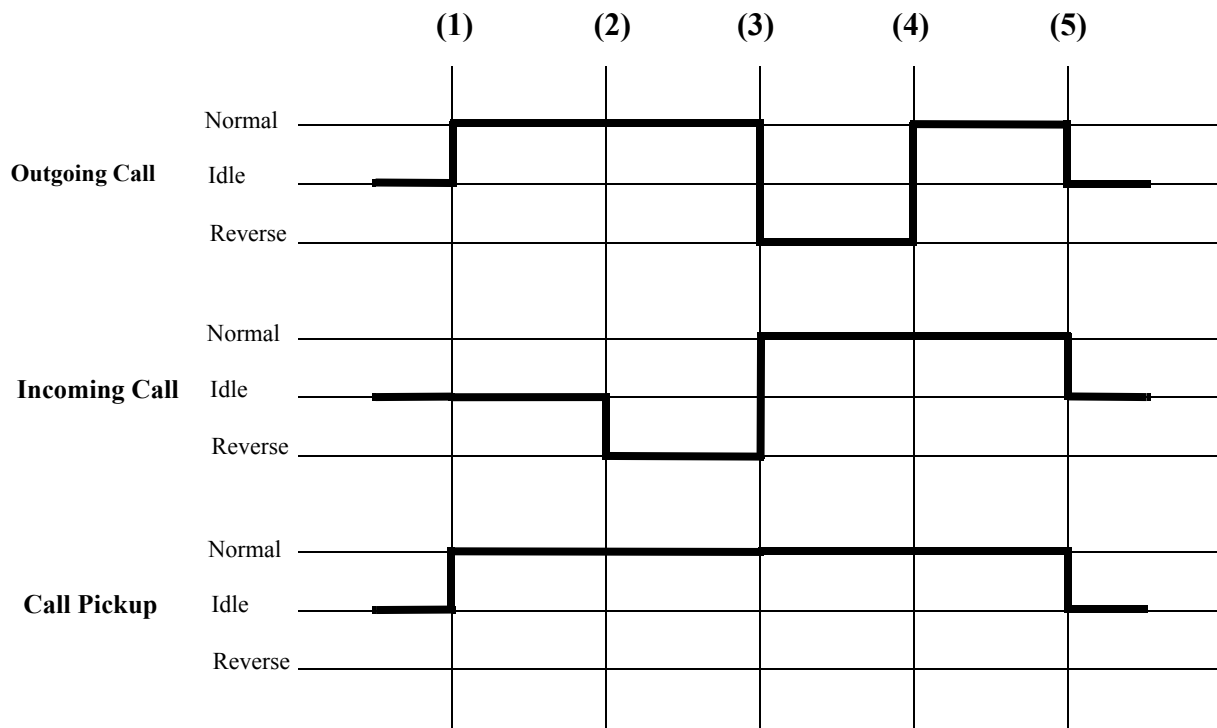 (1) (2) (3) (4) (5)
Normal
Outgoing Call Idle
Reverse
Normal
Incoming Call Idle
Reverse
Normal
Call Pickup Idle
Reverse